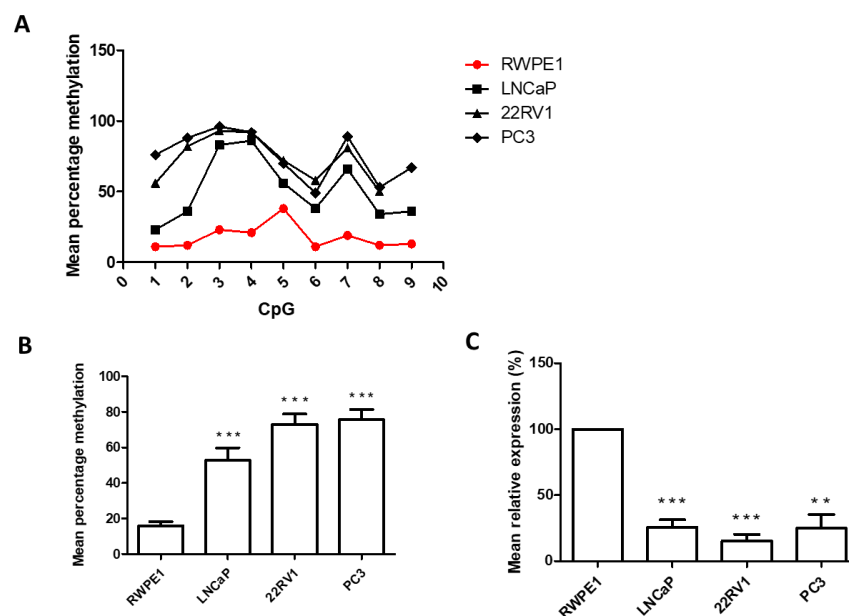 A
150
100
50
0
Mean percentage methylation
0 1 2 3 4 5 6 7 8 9 10
CpG
RWPE1
LNCaP
22RV1
PC3
B
100
80
60
40
20
0
Mean percentage methylation
*** *** ***
RWPE1 LNCaP 22RV1 PC3
C
150
100
50
0
Mean relative expression (%)
*** *** **
RWPE1 LNCaP 22RV1 PC3